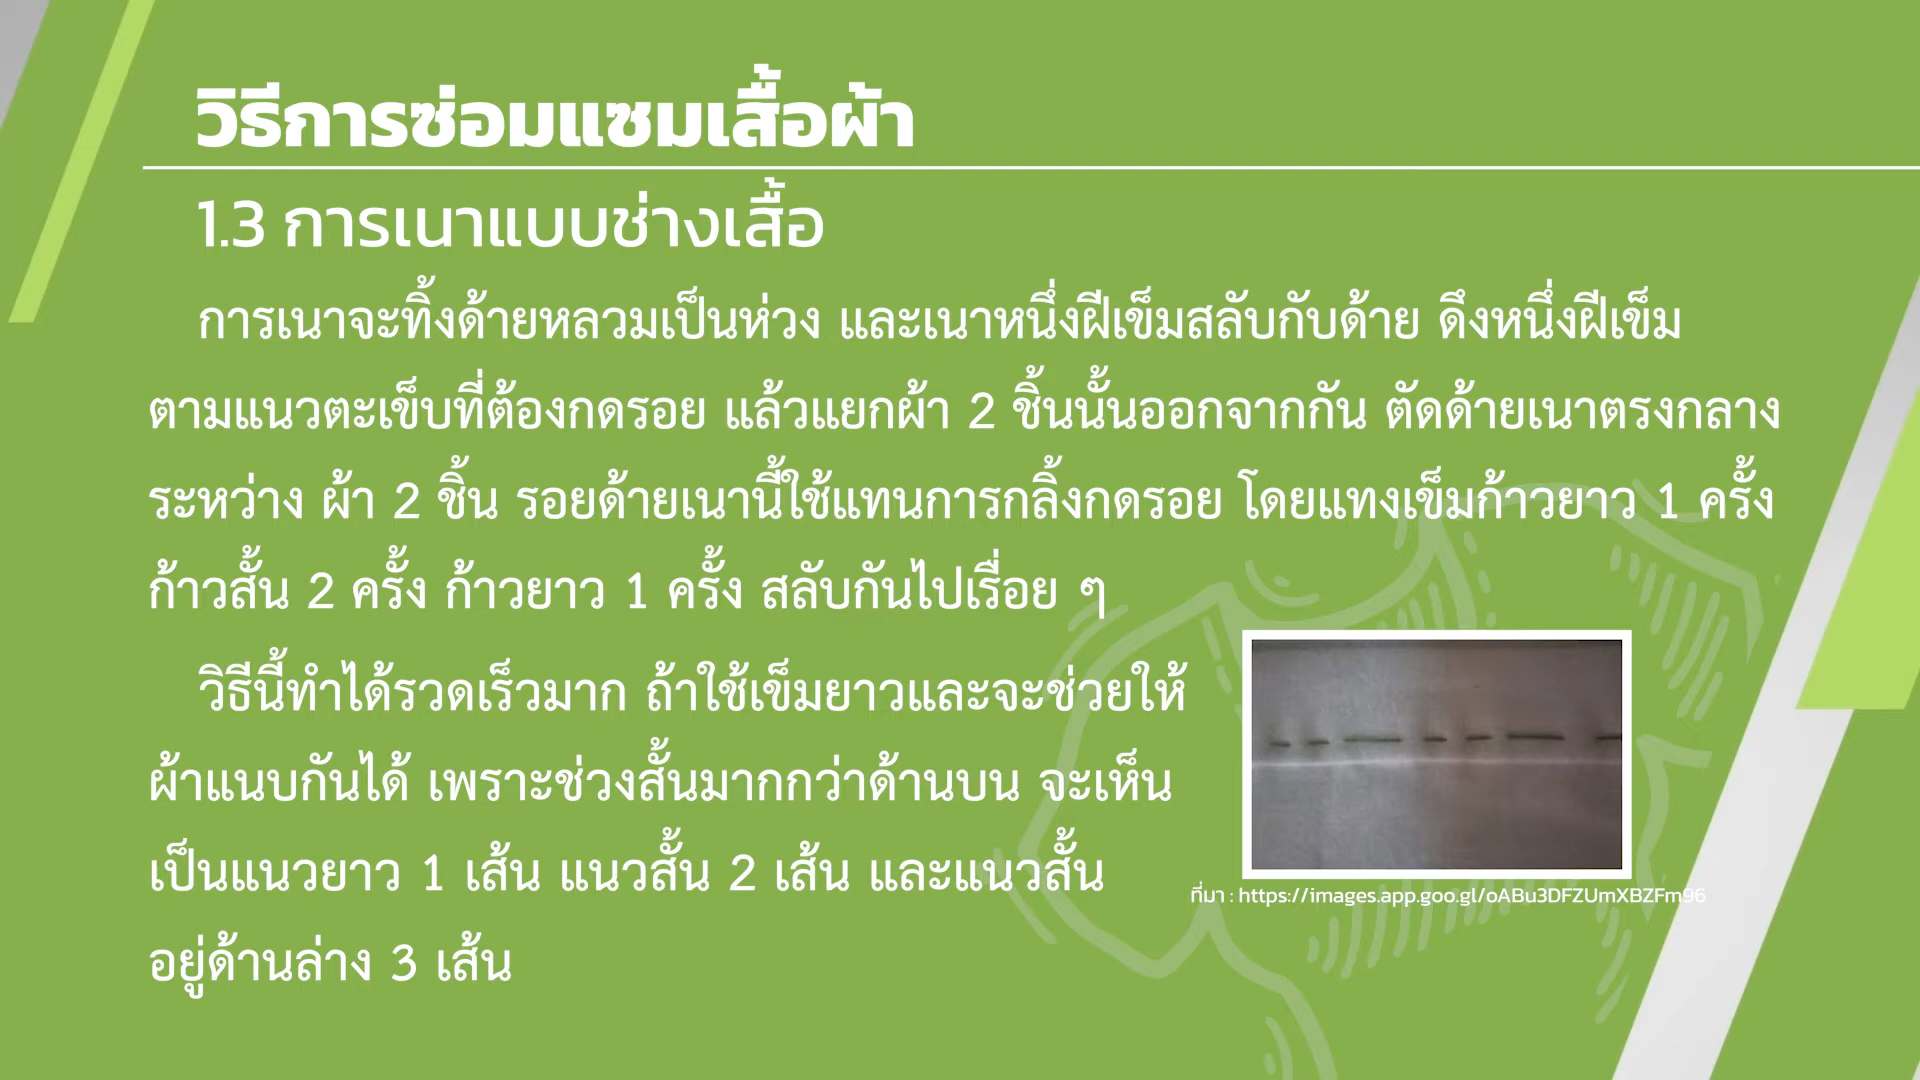 วิธีการซ่อมแซมเสื้อผ้า
1.3 การเนาแบบช่างเสื้อ
การเนาจะทิ้งด้ายหลวมเป็นห่วง และเนาหนึ่งฝีเข็มสลับกับด้าย ดึงหนึ่งฝีเข็ม
ตามแนวตะเข็บที่ต้องกดรอย แล้วแยกผ้า 2 ชิ้นนั้นออกจากกัน ตัดด้ายเนาตรงกลาง
ระหว่าง ผ้า 2 ชิ้น รอยด้ายเนานี้ใช้แทนการกลิ้งกดรอย โดยแทงเข็มก้าวยาว 1 ครั้ง
ก้าวสั้น 2 ครั้ง ก้าวยาว 1 ครั้ง สลับกันไปเรื่อย ๆ
วิธีนี้ทำได้รวดเร็วมาก ถ้าใช้เข็มยาวและจะช่วยให้
ผ้าแนบกันได้ เพราะช่วงสั้นมากกว่าด้านบน จะเห็น
เป็นแนวยาว 1 เส้น แนวสั้น 2 เส้น และแนวสั้น
อยู่ด้านล่าง 3 เส้น
ที่มา : https://images.app.goo.gl/oABu3DFZUmXBZFm96